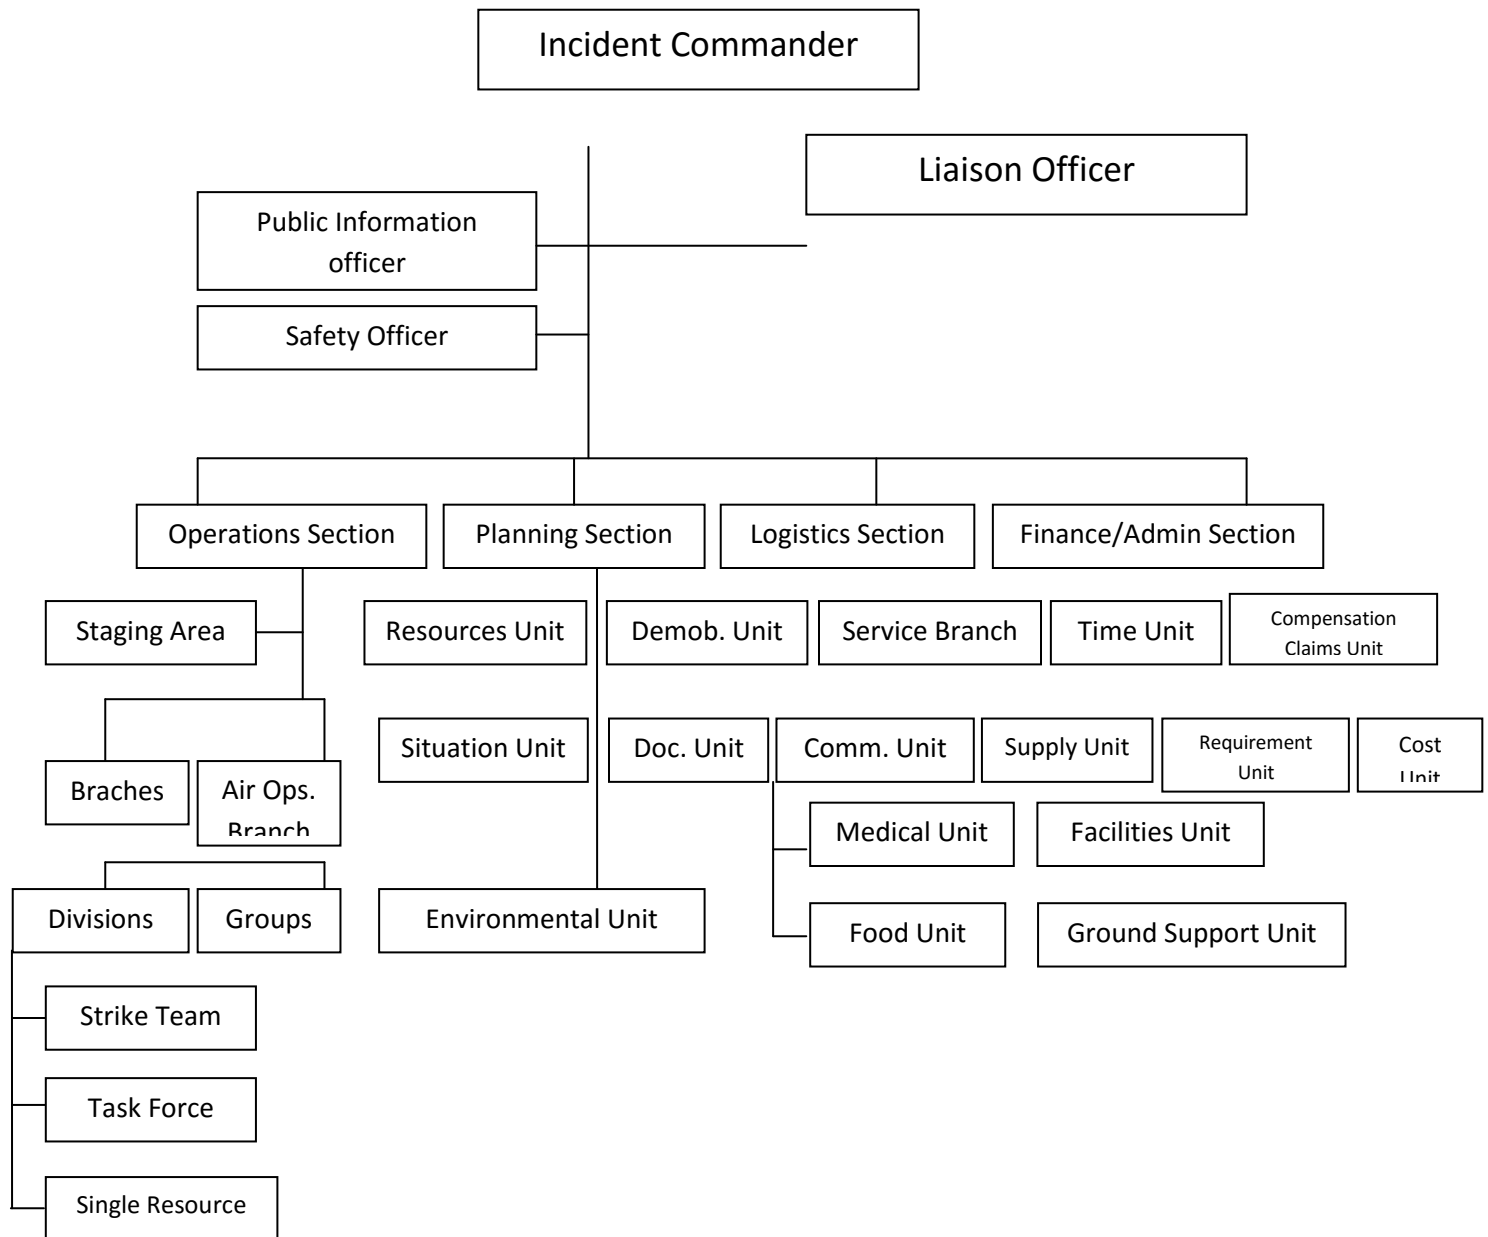 Incident Commander
Liaison Officer
Public Information
officer
Safety Officer
Operations Section
Planning Section
Logistics Section
Finance/Admin Section
Staging Area
Resources Unit
Demob. Unit
Service Branch
Time Unit
Compensation
Claims Unit
Situation Unit
Doc. Unit
Comm. Unit
Supply Unit
Requirement
Unit
Cost
Unit
Braches
Air Ops.
Branch
Medical Unit
Facilities Unit
Divisions
Groups
Environmental Unit
Food Unit
Ground Support Unit
Strike Team
Task Force
Single Resource